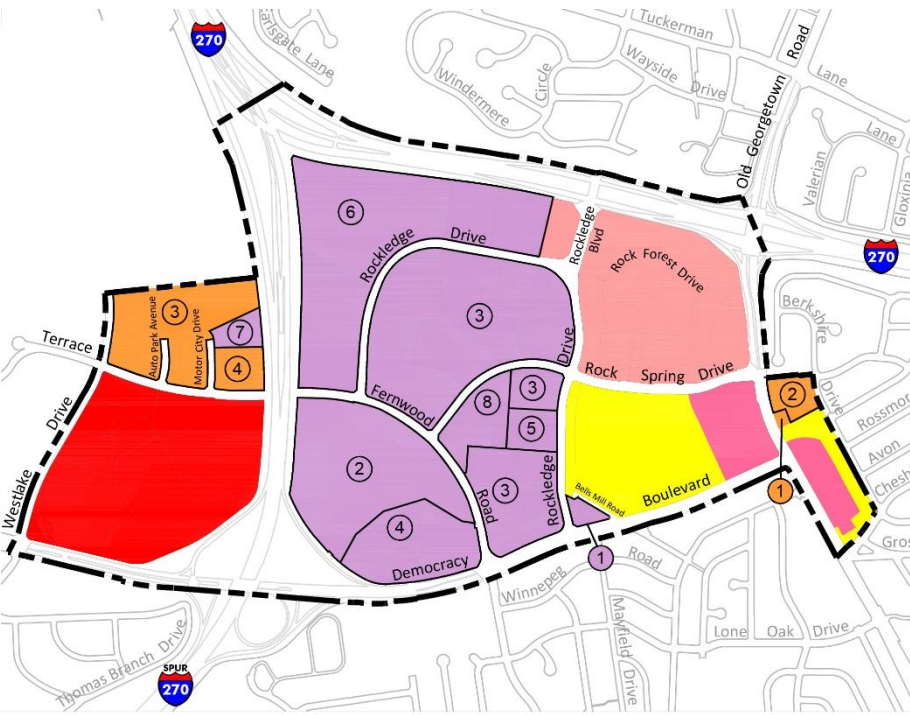 270
Tuckerman
Lane
Wayside Drive
Windermere
Circle
Old Georgetown Road
Lane
Valerian
Gloxinia
6
Rockledge Drive
Rockledge Blvd
Rock Forest Drive
270
Berkshire
Drive
3
Auto Park Avenue
Motor City Drive
7
4
Terrace
3
Drive
Rock Spring Drive
Fernwood
Road
8
3
5
2
Rossmor
Avon
Chesh
Westlake Drive
2
4
3
Rockledge
Bells Mill Road
Boulevard
1
Democracy
1
Gros
Winnepeg Road
Mayfield Drive
Lone Oak Drive
Thomas Branch Drive
SPUR
270